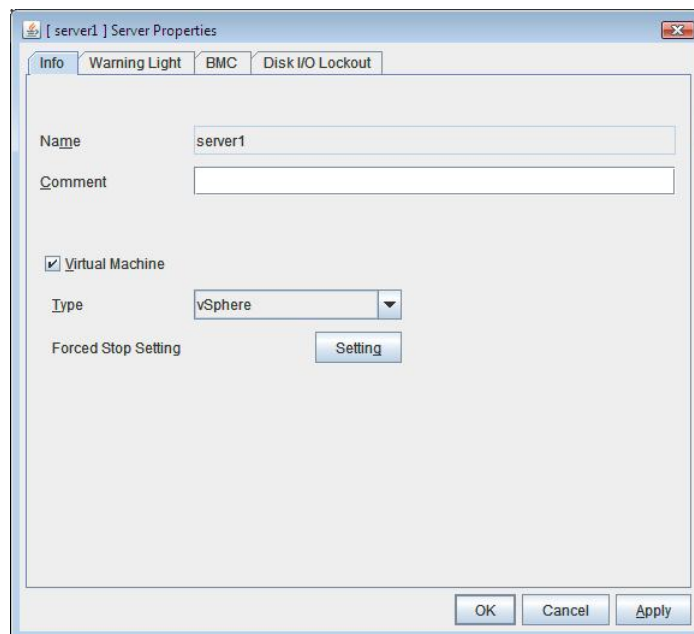 [ server1 ] Server Properties
Info Warning Light BMC Disk I/O Lockout
Name server1
Comment
Virtual Machine
Type vSphere
Forced Stop Setting Setting
OK Cancel Apply